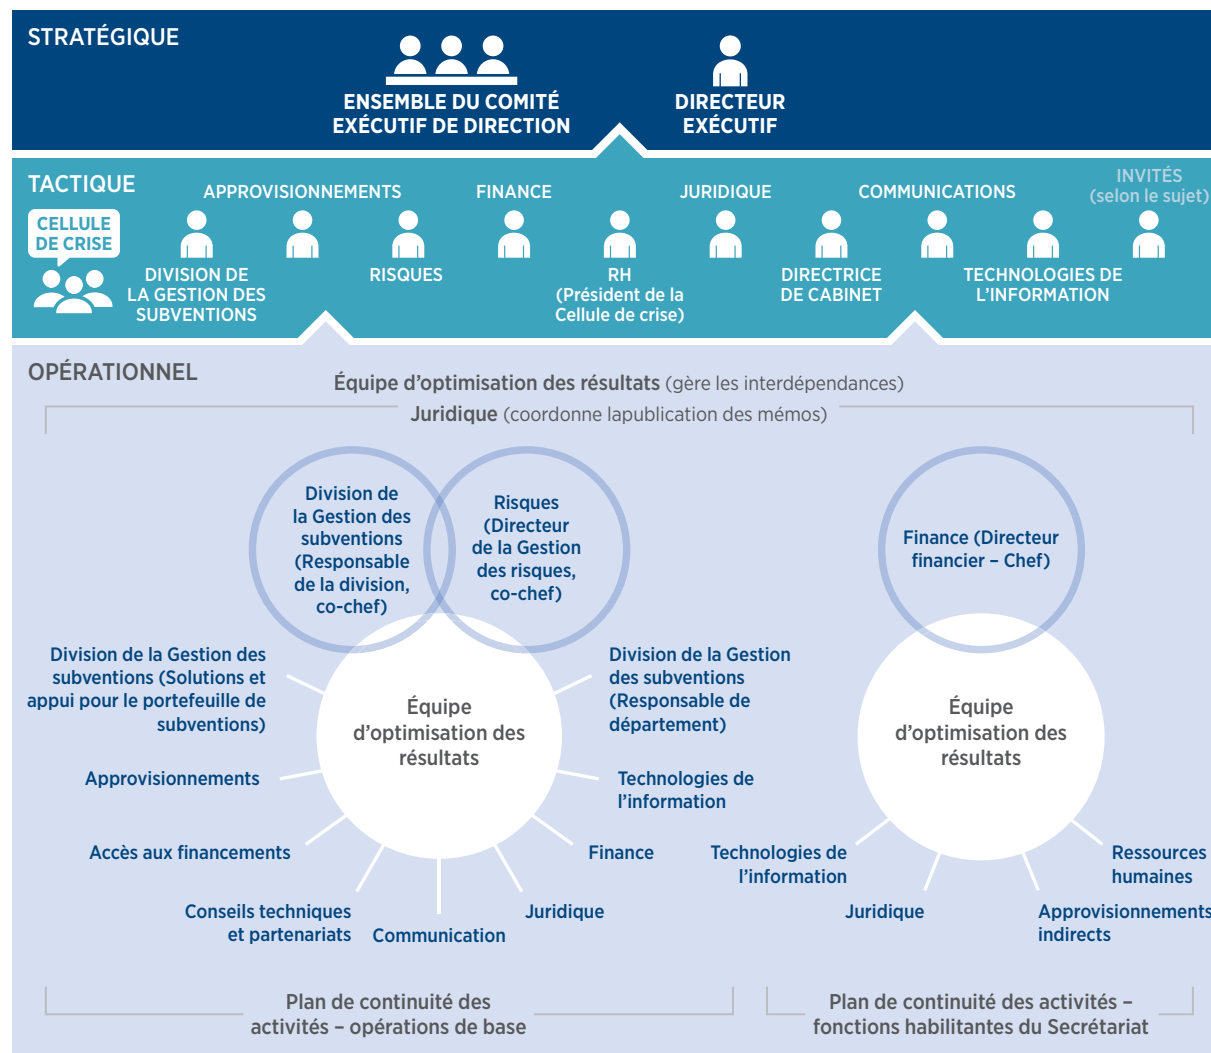 STRATÉGIQUE
ENSEMBLE DU COMITÉ
EXÉCUTIF DE DIRECTION
DIRECTEUR
EXÉCUTIF
TACTIQUE
CELLULE
DE CRISE
APPROVISIONNEMENTS
FINANCE
JURIDIQUE
COMMUNICATIONS
INVITÉS
(selon le sujet)
DIVISION DE
LA GESTION DES
SUBVENTIONS
RISQUES
RH
(Président de la
Cellule de crise)
DIRECTRICE
DE CABINET
TECHNOLOGIES DE
L’INFORMATION
OPÉRATIONNEL
Équipe d’optimisation des résultats (gère les interdépendances)
Juridique (coordonne lapublication des mémos)
Division de
la Gestion des
subventions
(Responsable
de la division,
co-chef)
Risques
(Directeur
de la Gestion
des risques,
co-chef)
Équipe
d’optimisation des
résultats
Division de la Gestion des
subventions (Solutions et
appui pour le portefeuille de
subventions)
Approvisionnements
Accès aux financements
Conseils techniques
et partenariats
Communication
Juridique
Finance
Technologies de
l’information
Division de la Gestion
des subventions
(Responsable de
département)
Finance (Directeur
financier – Chef)
Équipe
d’optimisation des
résultats
Technologies de
l’information
Juridique
Approvisionnements
indirects
Ressources
humaines
Plan de continuité des
activités – opérations de base
Plan de continuité des activités –
fonctions habilitantes du Secrétariat